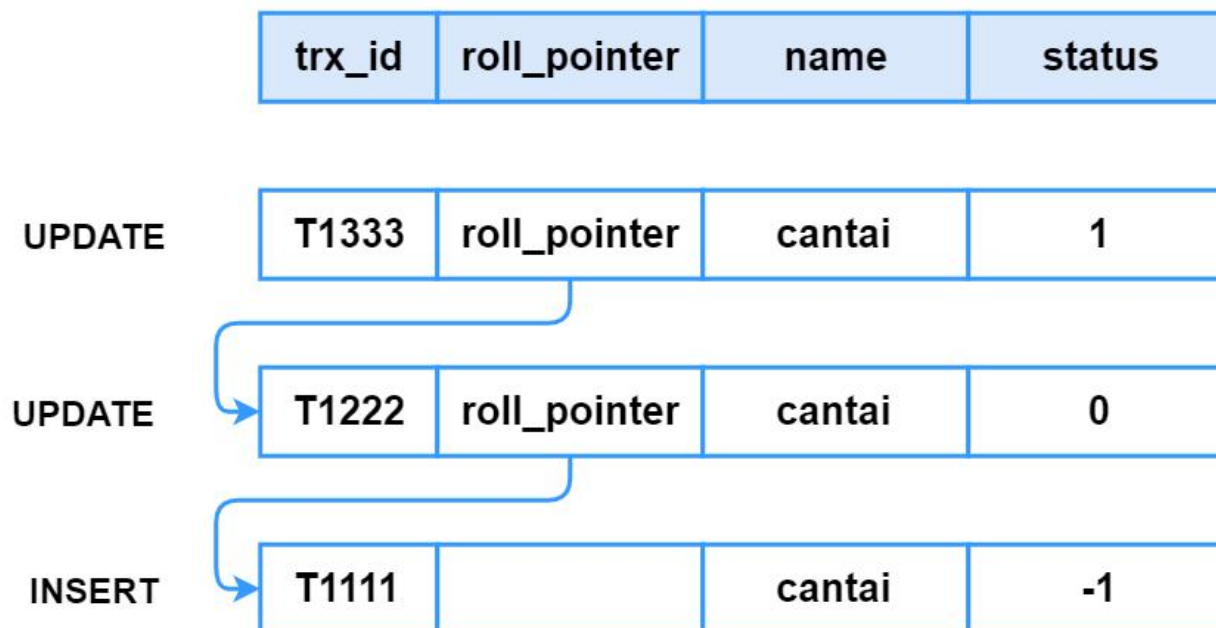 trx_id roll_pointer name status
UPDATE T1333 roll_pointer cantai 1
UPDATE T1222 roll_pointer cantai 0
INSERT T1111 cantai -1